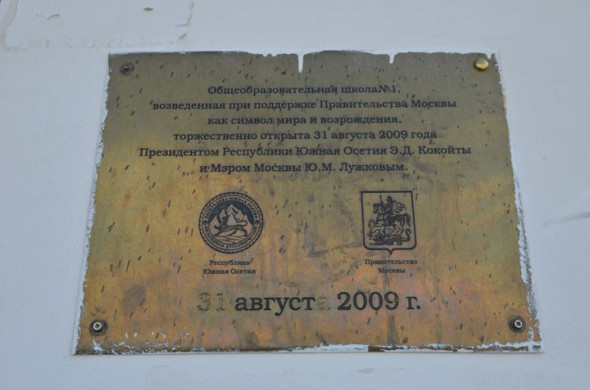 Общеобразовательная школа№1,
возведенная при поддержке Правительства Москвы
как символ мира и возрождения,
торжественно открыта 31 августа 2009 года
Президентом Республики Южная Осетия Э.Д. Кокойты
и Мэром Москвы Ю.М. Лужковым.
Республика
Южная Осетия
Правительство
Москвы
31 августа 2009 г.